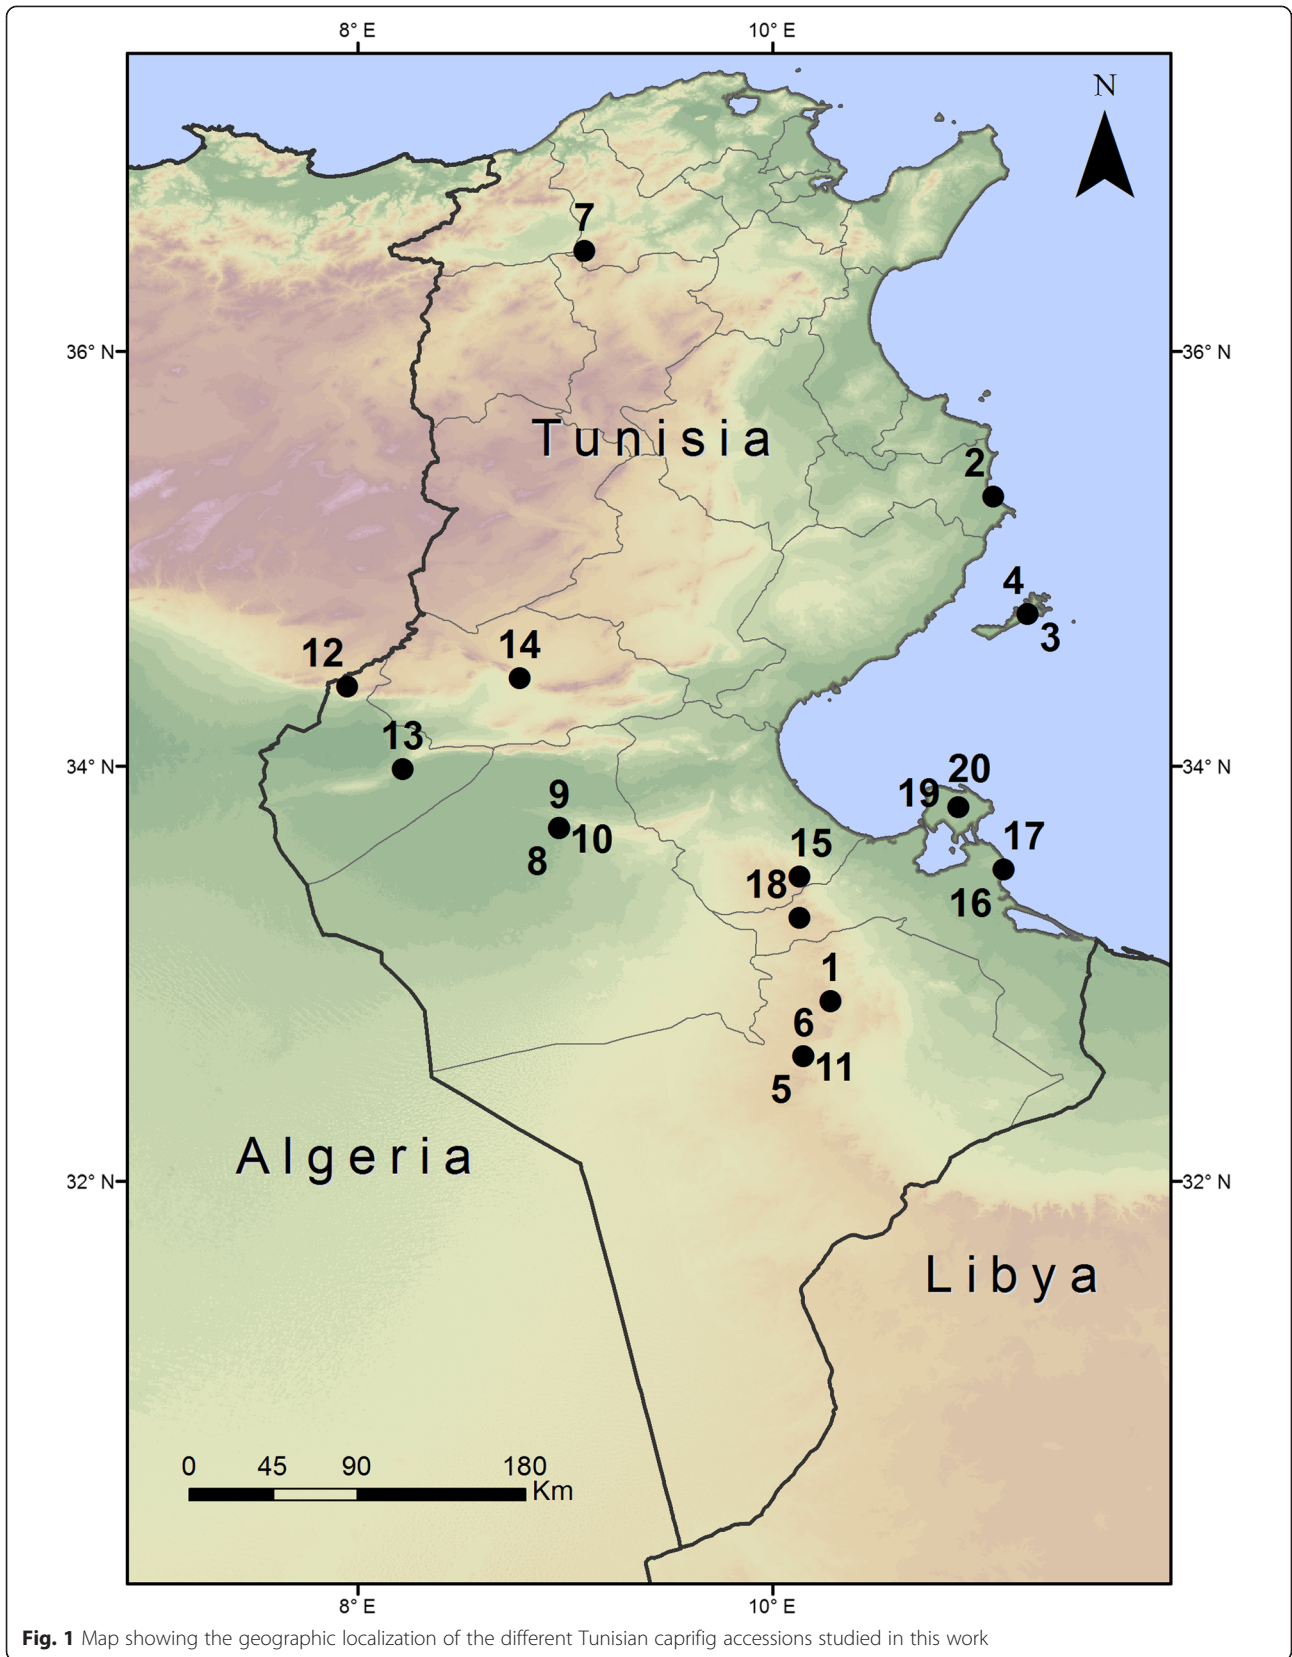 8° E 10° E
N
7
36° N 36° N
Tunisia
2
4
3
14
12
13
34° N 34° N
20
19
9
10
8
17
15
18
16
1
6
11
5
Algeria
32° N 32° N
Libya
0 45 90 180
Km
8° E 10° E
Fig. 1 Map showing the geographic localization of the different Tunisian caprifig accessions studied in this work